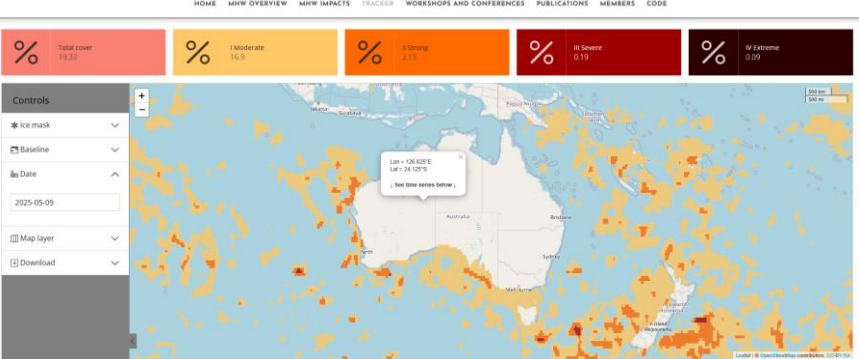 HOME MHW OVERVIEW MHW IMPACTS TRACKER WORKSHOPS AND CONFERENCES PUBLICATIONS MEMBERS CODE
Total cover
19.33
I Moderate
16.9
II Strong
2.15
III Severe
0.19
IV Extreme
0.09
Controls
Ice mask
Baseline
Date
2025-05-09
Map layer
Download
+
−
500 km
500 mi
Jakarta
Surabaya
Lon = 126.625°E
Lat = 24.125°S
↓ See time series below ↓
×
Australia
Brisbane
Perth
Sydney
Melbourne
Leaflet | © OpenStreetMap contributors, CC-BY-SA